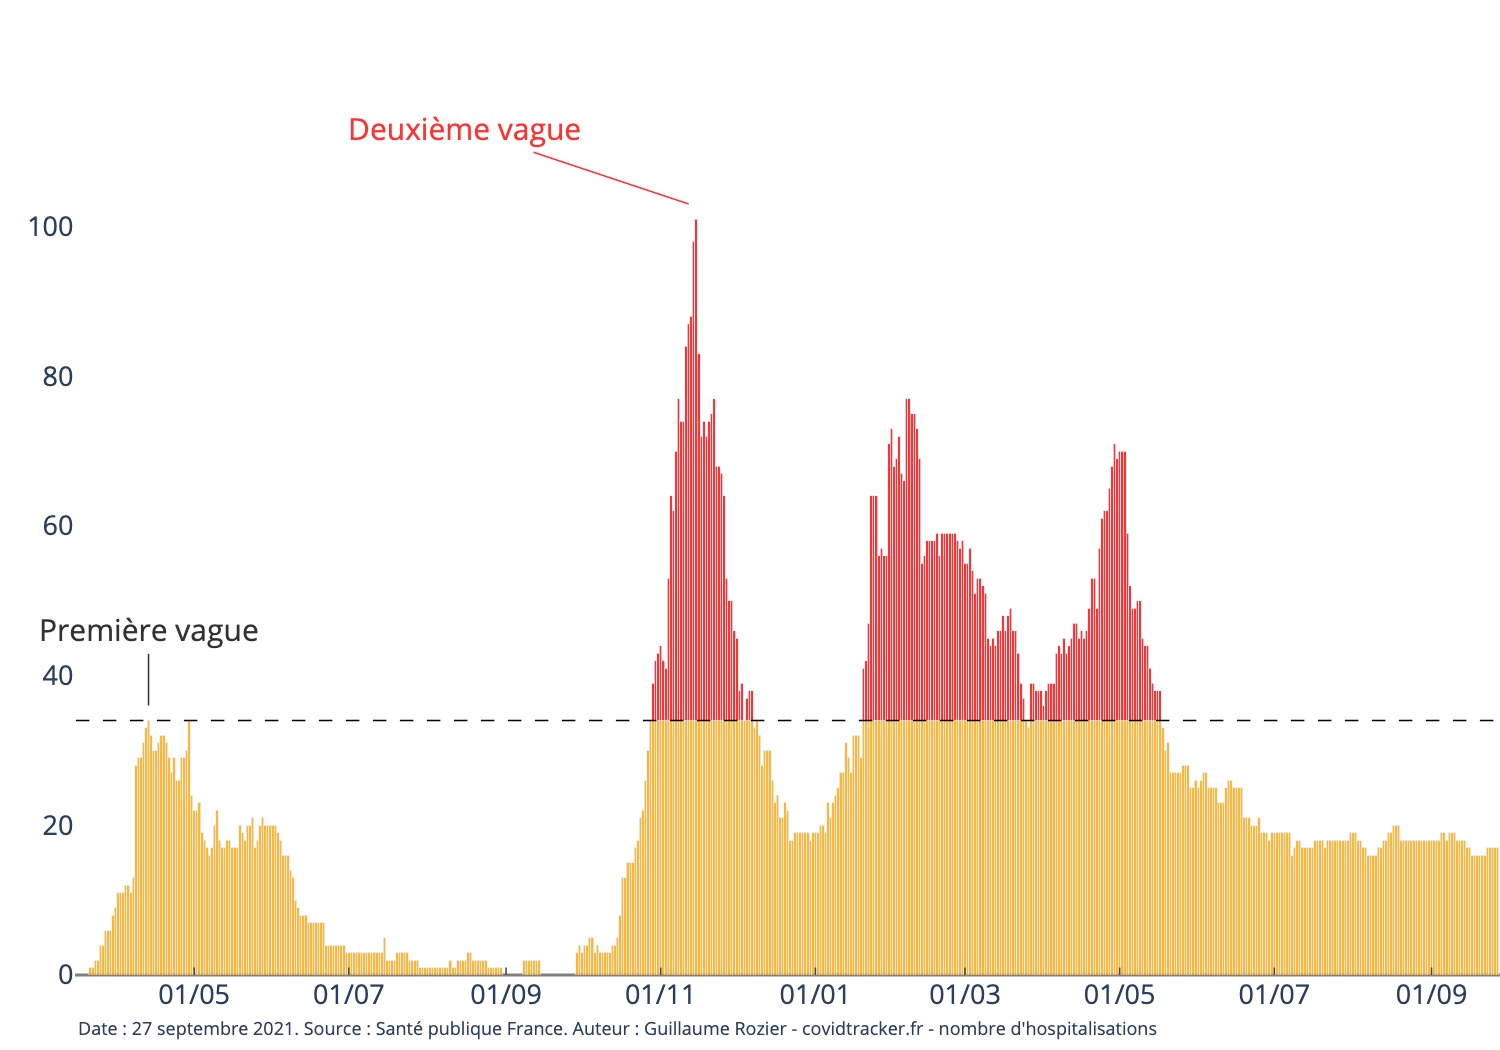 Deuxième vague
100
80
60
Première vague
40
20
0
01/05 01/07 01/09 01/11 01/01 01/03 01/05 01/07 01/09
Date : 27 septembre 2021. Source : Santé publique France. Auteur : Guillaume Rozier - covidtracker.fr - nombre d'hospitalisations